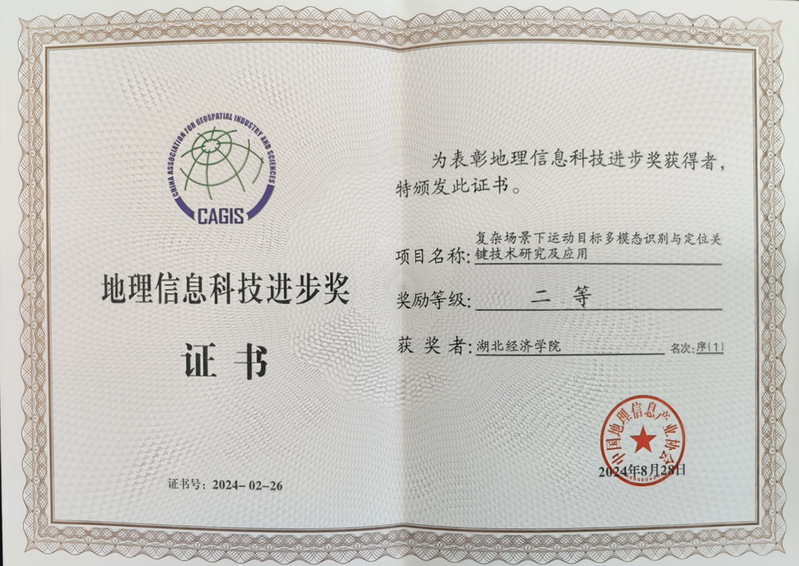 CHINA ASSOCIATION FOR GEOSPATIAL INDUSTRY AND SCIENCES
CAGIS
地理信息科技进步奖
证书
证书号：2024-02-26
为表彰地理信息科技进步奖获得者，
特颁发此证书。
项目名称：复杂场景下运动目标多模态识别与定位关
键技术研究及应用
奖励等级：二等
获奖者：湖北经济学院 名次：序(1)
中国地理信息产业协会
2024年8月28日